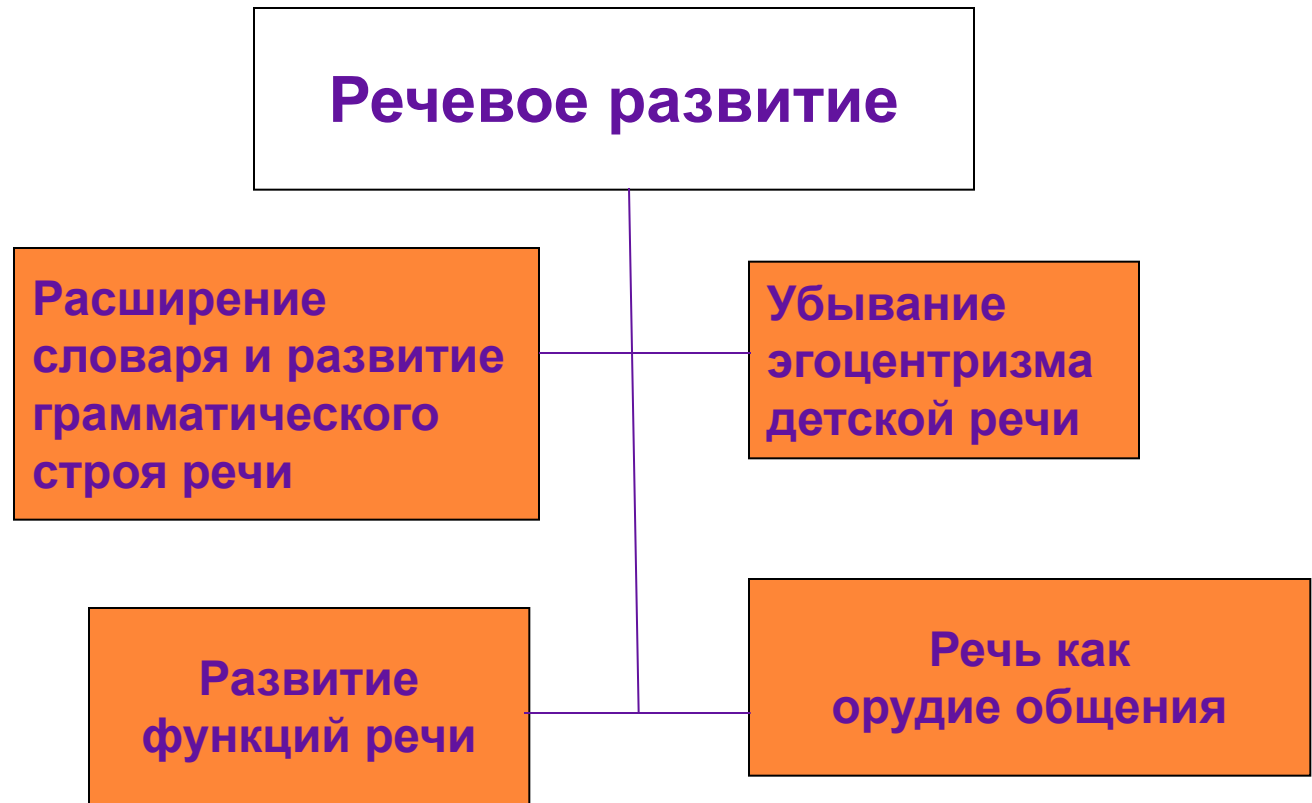 Речевое развитие
Расширение
словаря и развитие
грамматического
строя речи
Убывание
эгоцентризма
детской речи
Развитие
функций речи
Речь как
орудие общения